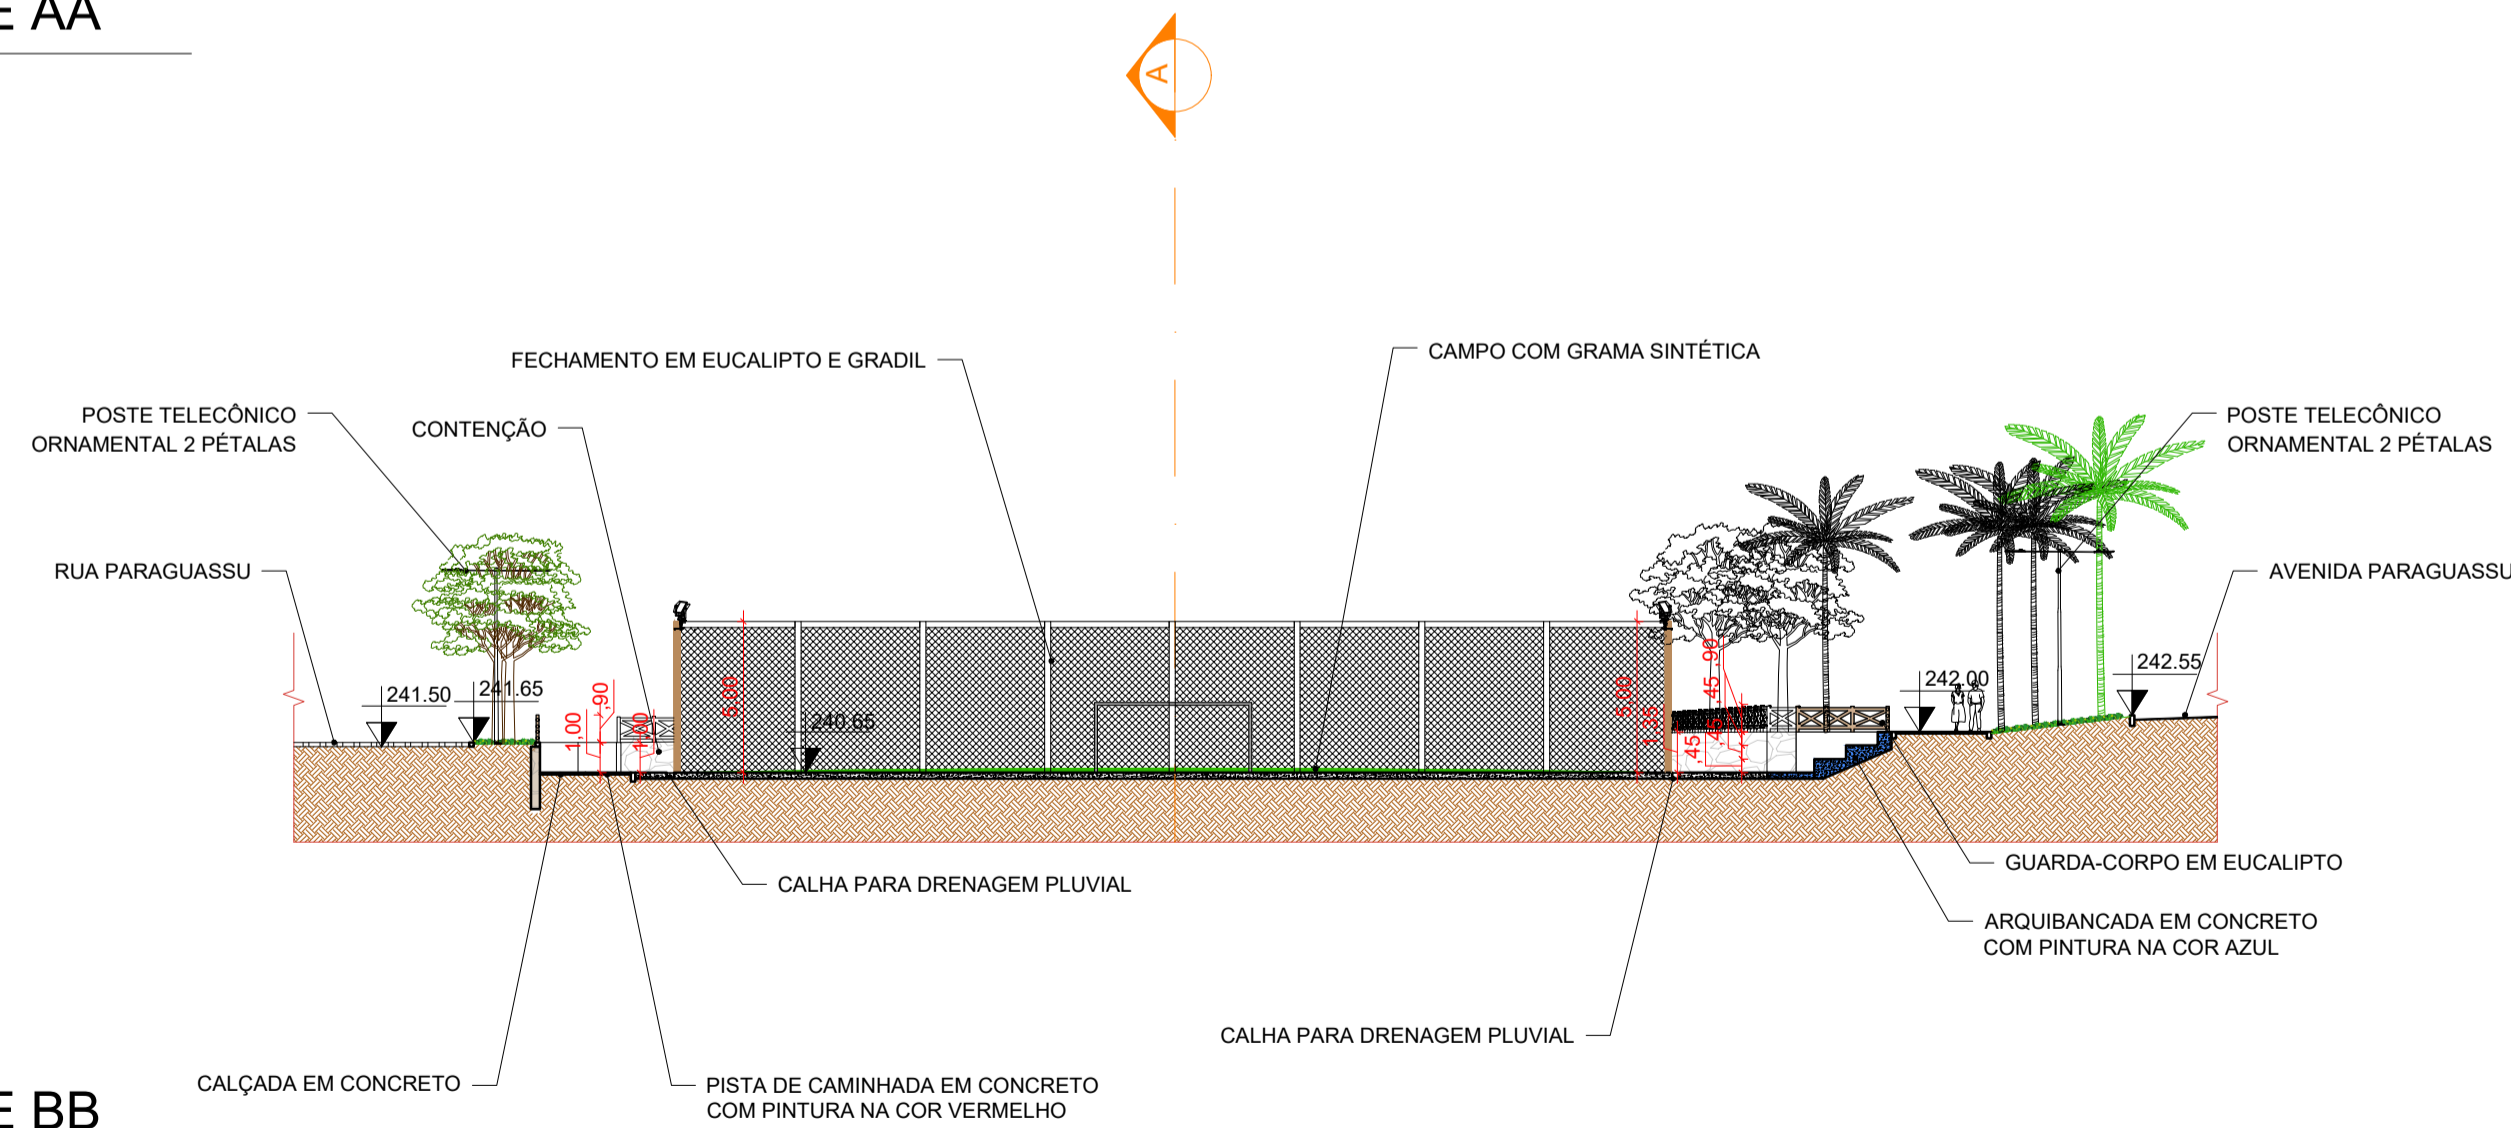 E AA
A
CAMPO COM GRAMA SINTÉTICA
FECHAMENTO EM EUCALIPTO E GRADIL
POSTE TELECÔNICO
ORNAMENTAL 2 PÉTALAS
CONTENÇÃO
POSTE TELECÔNICO
ORNAMENTAL 2 PÉTALAS
RUA PARAGUASSU
AVENIDA PARAGUASSU
241.50
241.65
1,00
,90
1,00
5,00
240.65
5,00
1,35
,45
,45
,45
,90
242.00
242.55
GUARDA-CORPO EM EUCALIPTO
CALHA PARA DRENAGEM PLUVIAL
ARQUIBANCADA EM CONCRETO
COM PINTURA NA COR AZUL
CALHA PARA DRENAGEM PLUVIAL
CALÇADA EM CONCRETO
PISTA DE CAMINHADA EM CONCRETO
COM PINTURA NA COR VERMELHO
E BB